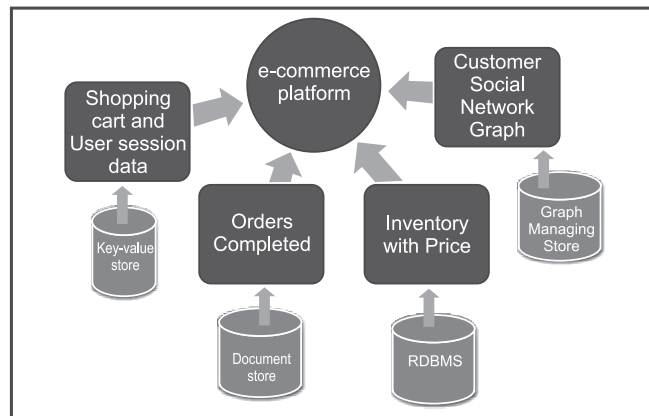 e-commerce
platform
Shopping
cart and
User session
data
Customer
Social
Network
Graph
Orders
Completed
Inventory
with Price
Key-value
store
Document
store
RDBMS
Graph
Managing
Store